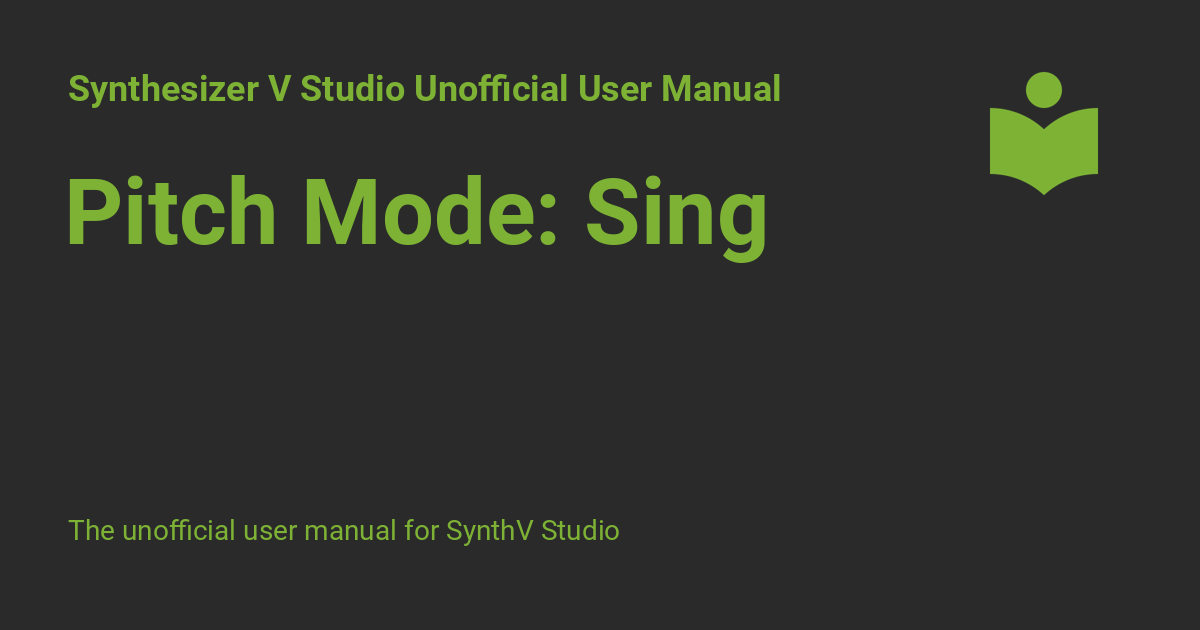 Synthesizer V Studio Unofficial User Manual
Pitch Mode: Sing
The unofficial user manual for SynthV Studio